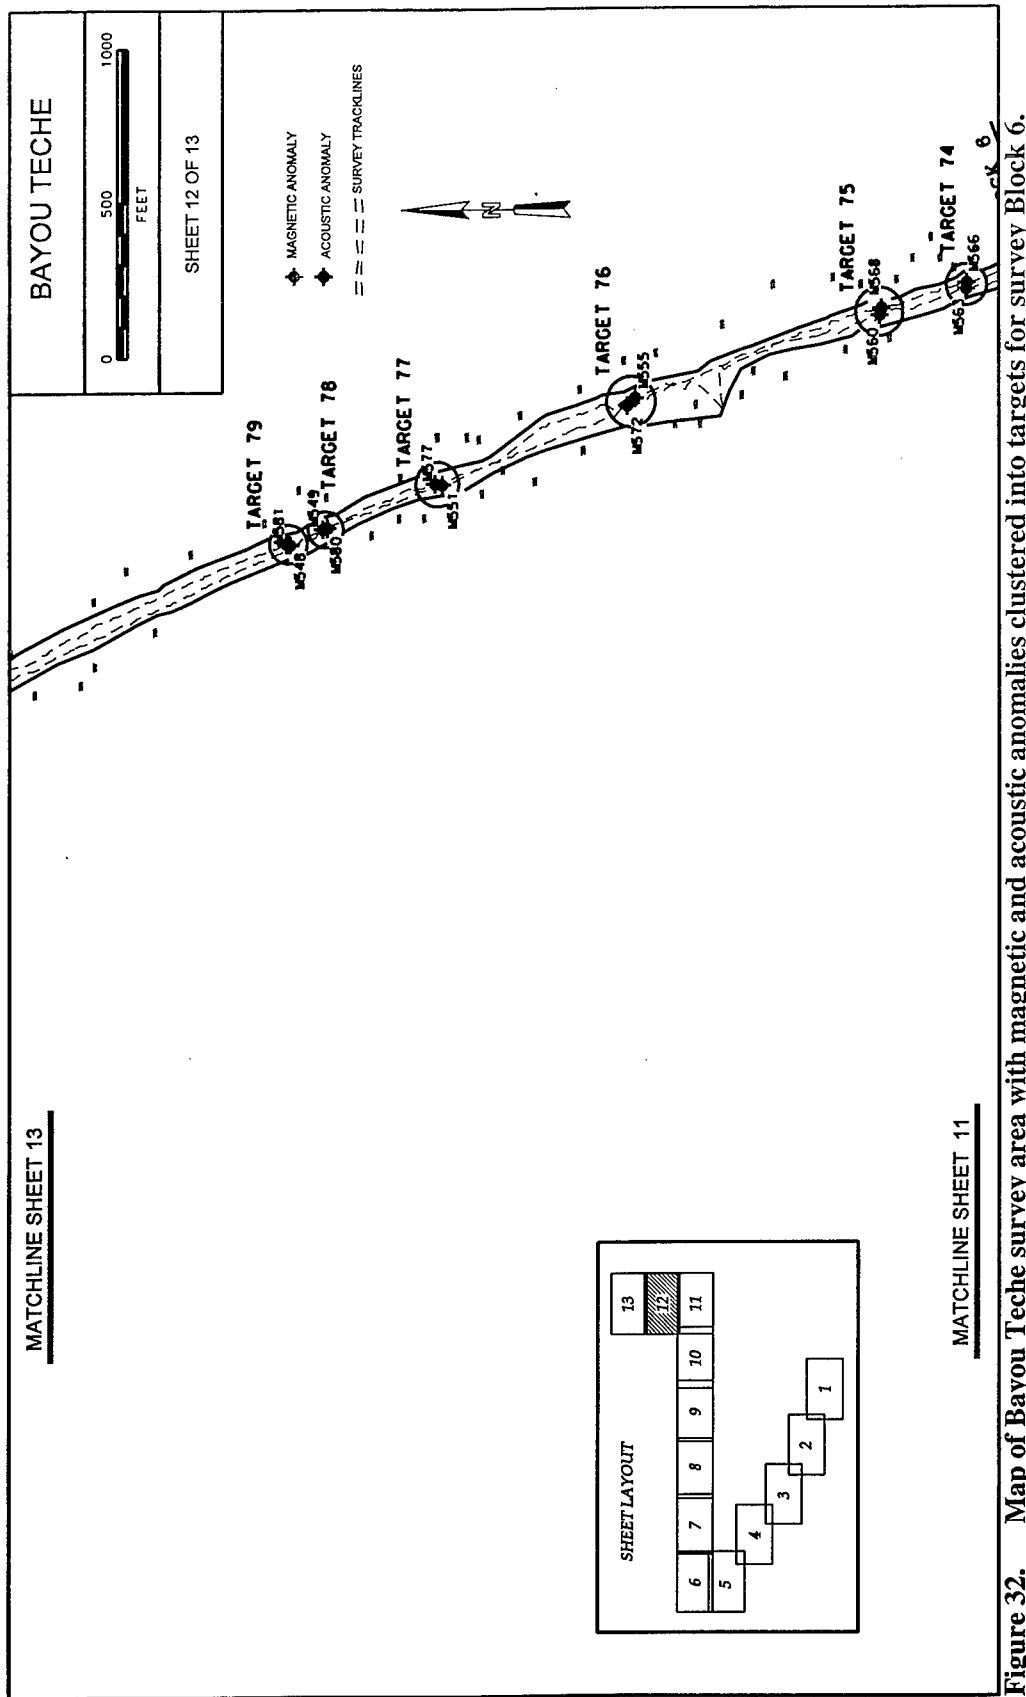 BAYOU TECHE
0 500 1000
FEET
SHEET 12 OF 13
MAGNETIC ANOMALY
ACOUSTIC ANOMALY
SURVEY TRACKLINES
N
MATCHLINE SHEET 13
TARGET 79
M581
M548
TARGET 78
M549
M580
TARGET 77
M577
M551
TARGET 76
M555
M572
TARGET 75
M568
M560
TARGET 74
M566
M563
MATCHLINE SHEET 11
SHEET LAYOUT
13
12
6 7 8 9 10 11
5
4
3
2
1
Figure 32. Map of Bayou Teche survey area with magnetic and acoustic anomalies clustered into targets for survey Block 6.